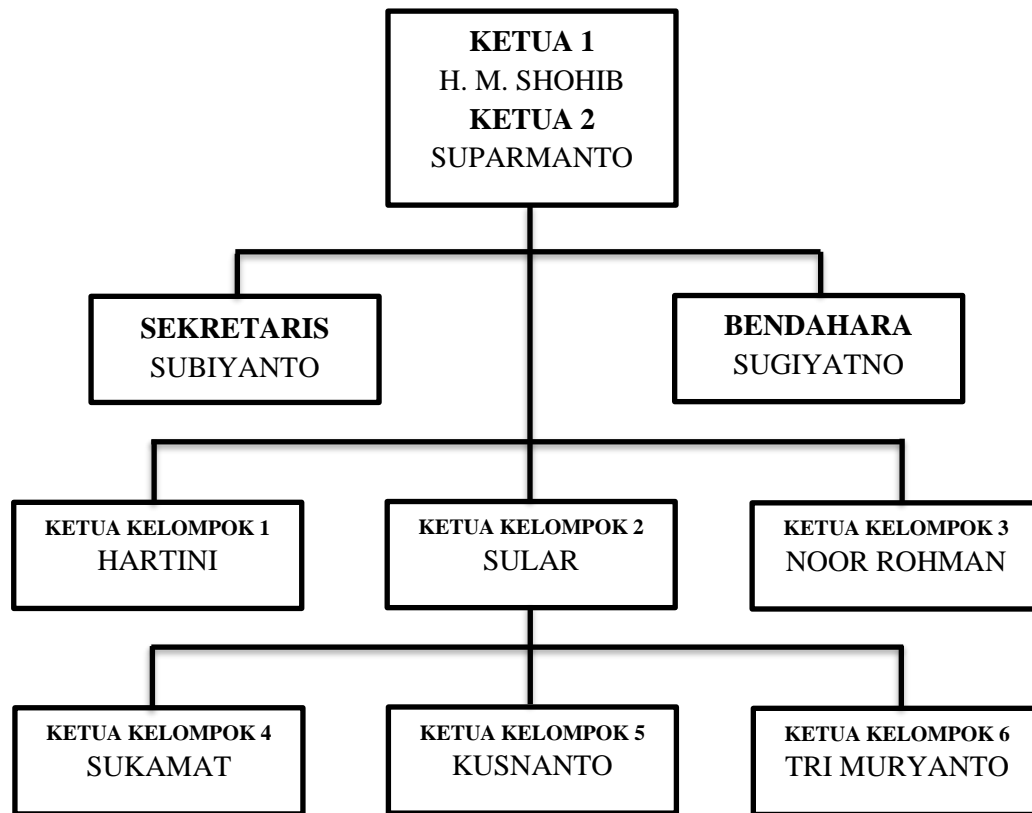 KETUA 1
H. M. SHOHIB
KETUA 2
SUPARMANTO
SEKRETARIS
SUBIYANTO
BENDAHARA
SUGIYATNO
KETUA KELOMPOK 1
HARTINI
KETUA KELOMPOK 2
SULAR
KETUA KELOMPOK 3
NOOR ROHMAN
KETUA KELOMPOK 4
SUKAMAT
KETUA KELOMPOK 5
KUSNANTO
KETUA KELOMPOK 6
TRI MURYANTO